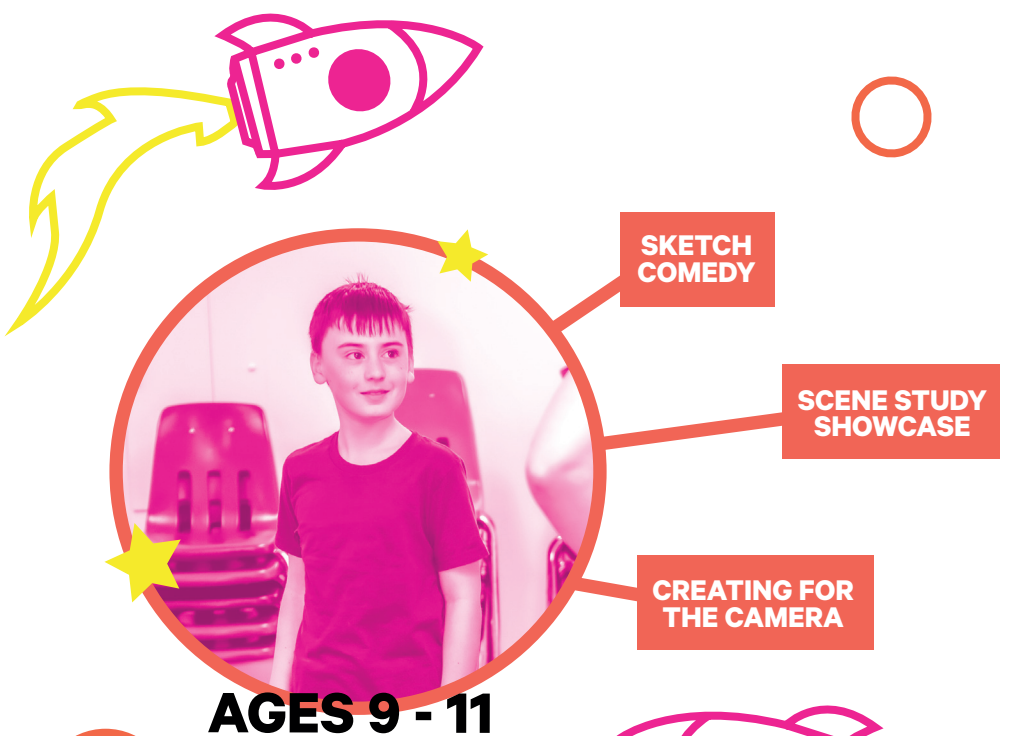 SKETCH
COMEDY
SCENE STUDY
SHOWCASE
CREATING FOR
THE CAMERA
AGES 9 - 11